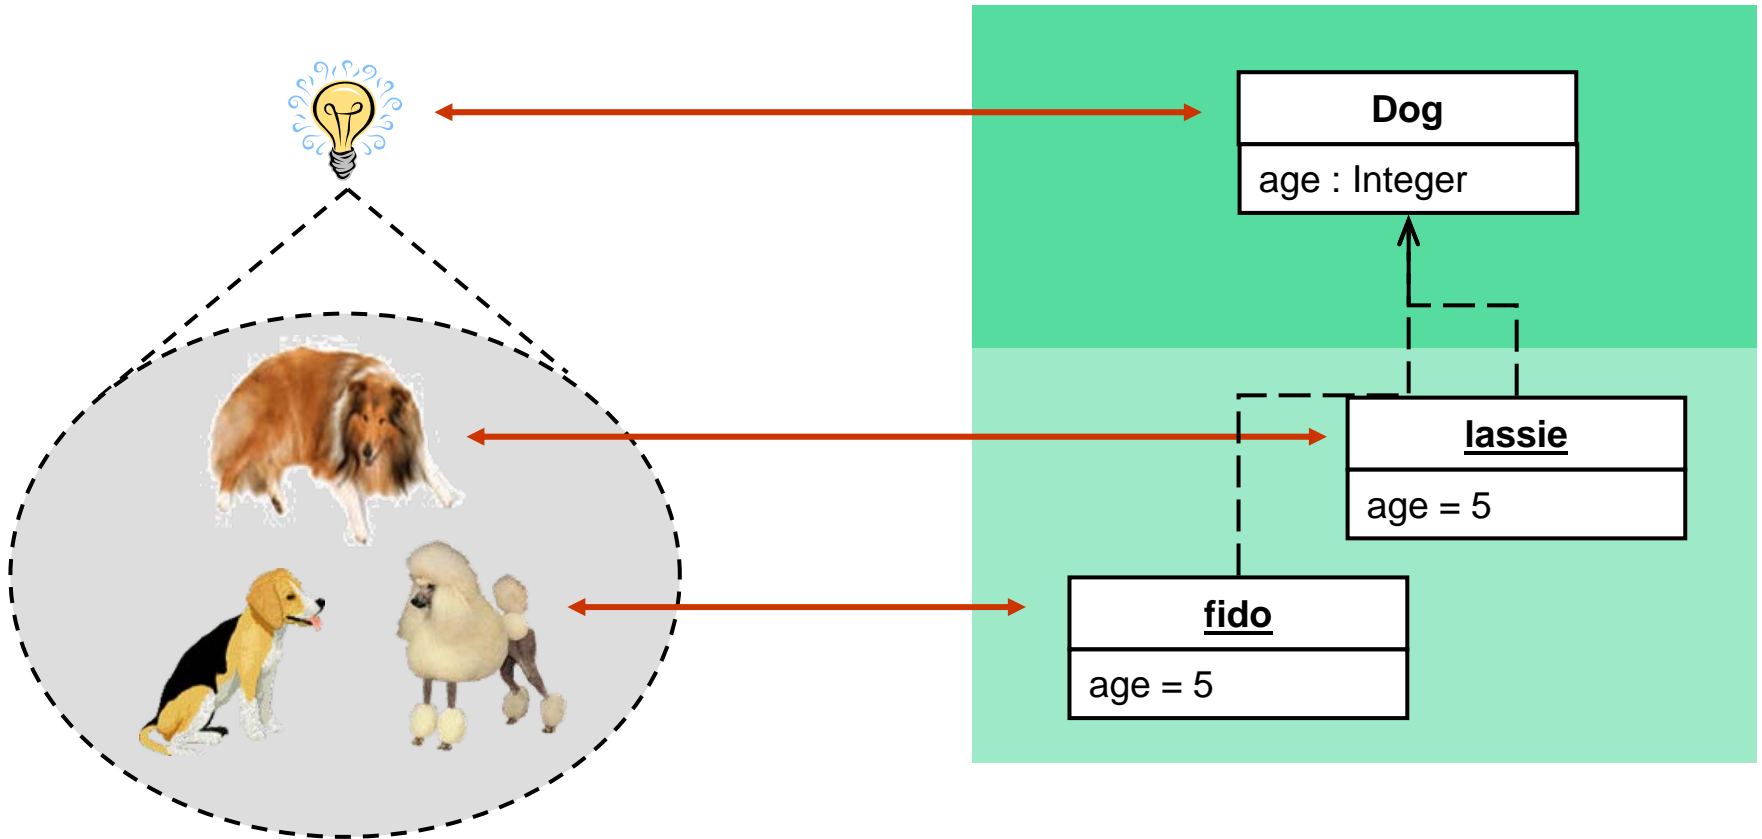 Dog
age : Integer
lassie
age = 5
fido
age = 5